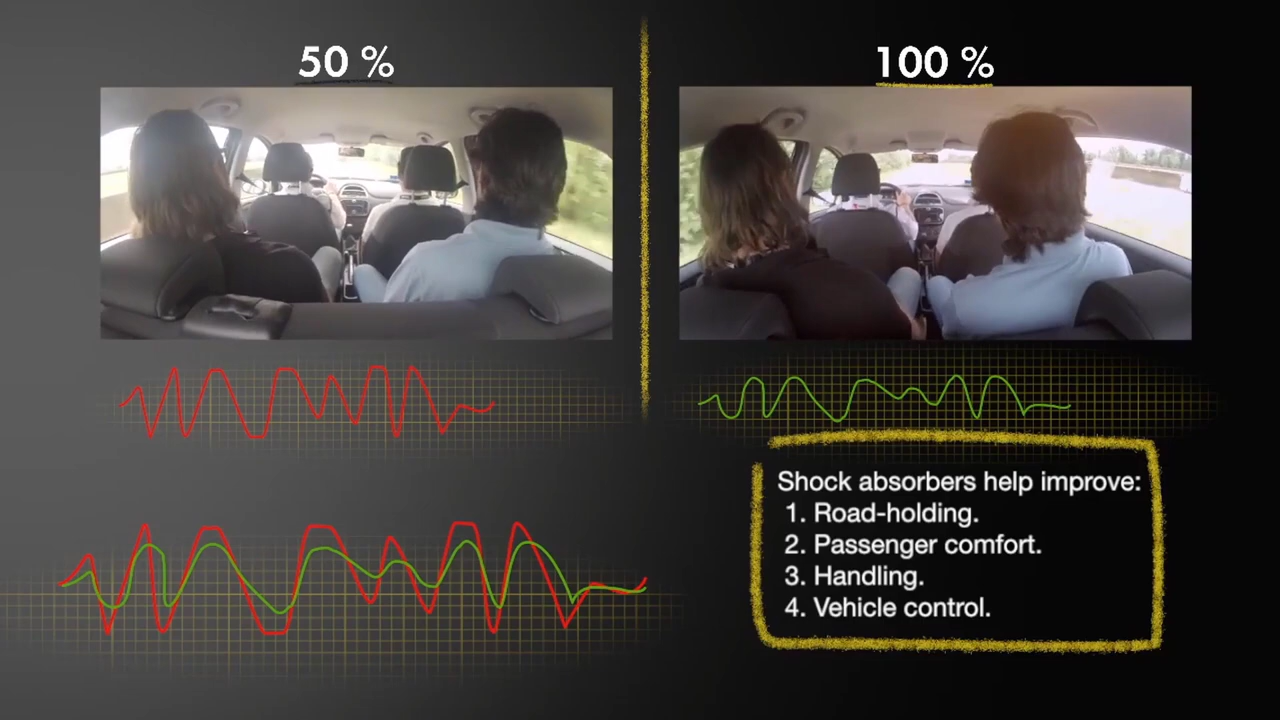 50 %
100 %
Shock absorbers help improve:
1. Road-holding.
2. Passenger comfort.
3. Handling.
4. Vehicle control.